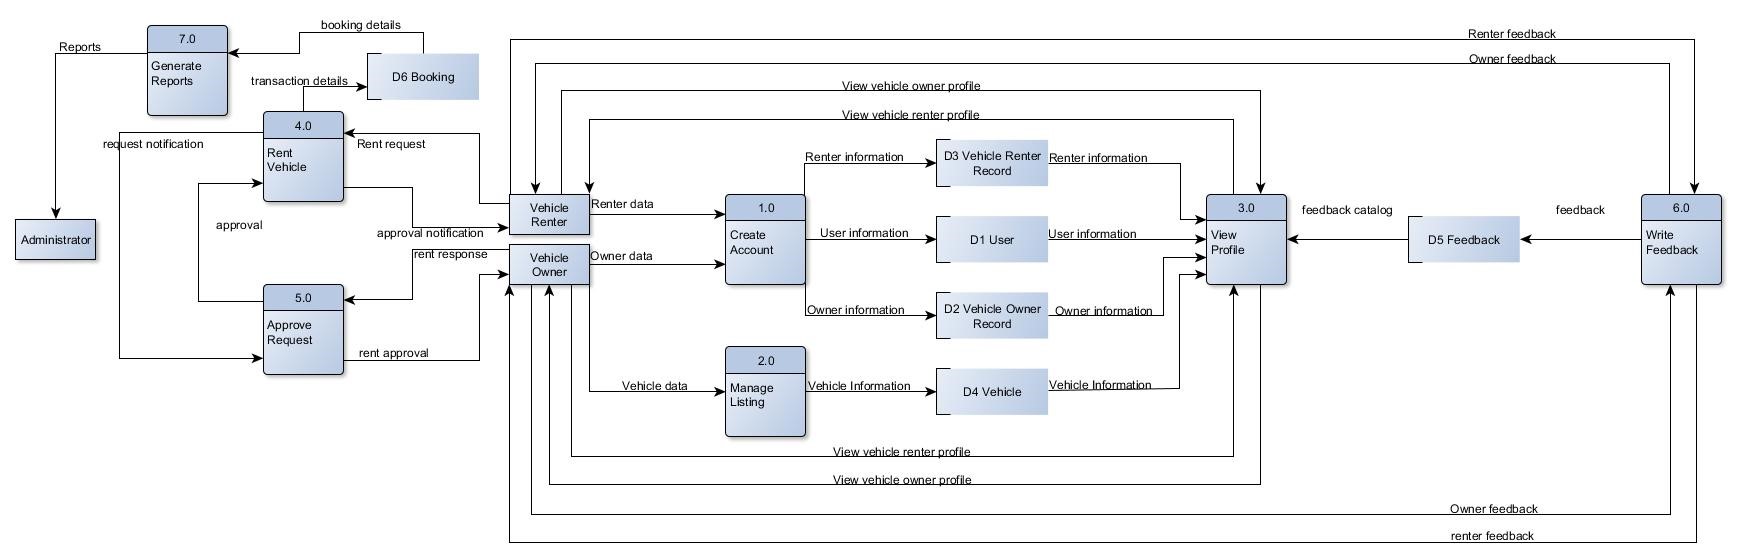 booking details
Renter feedback
7.0
Reports
Generate
Reports
Owner feedback
transaction details
D6 Booking
View vehicle owner profile
4.0
View vehicle renter profile
request notification
Rent request
Rent
Vehicle
Renter information
D3 Vehicle Renter
Record
Renter information
Vehicle
Renter
Renter data
1.0
3.0
feedback catalog
feedback
6.0
Administrator
approval
approval notification
User information
Create
Account
D1 User
User information
View
Profile
D5 Feedback
Write
Feedback
rent response
Vehicle
Owner
Owner data
5.0
Owner information
D2 Vehicle Owner
Record
Owner information
Approve
Request
rent approval
2.0
Vehicle data
Manage
Listing
Vehicle Information
D4 Vehicle
Vehicle Information
View vehicle renter profile
View vehicle owner profile
Owner feedback
renter feedback